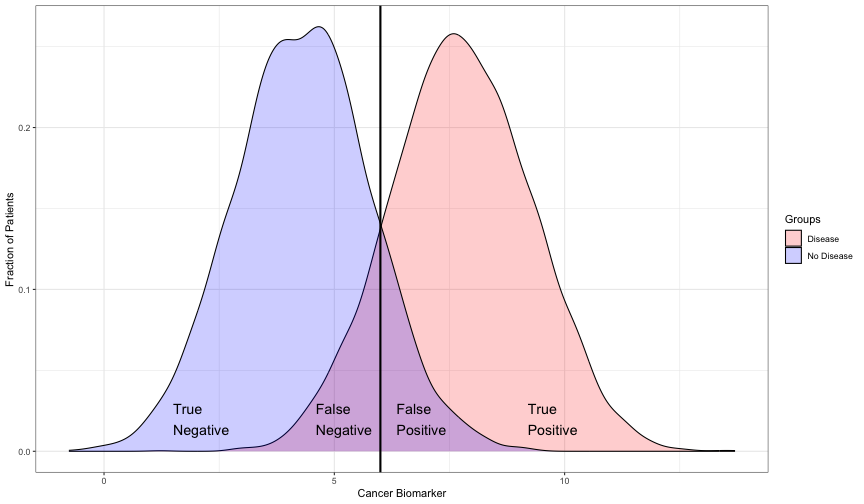 0.2
0.1
0.0
Fraction of Patients
True
Negative
False
Negative
False
Positive
True
Positive
0
5
10
Cancer Biomarker
Groups
Disease
No Disease